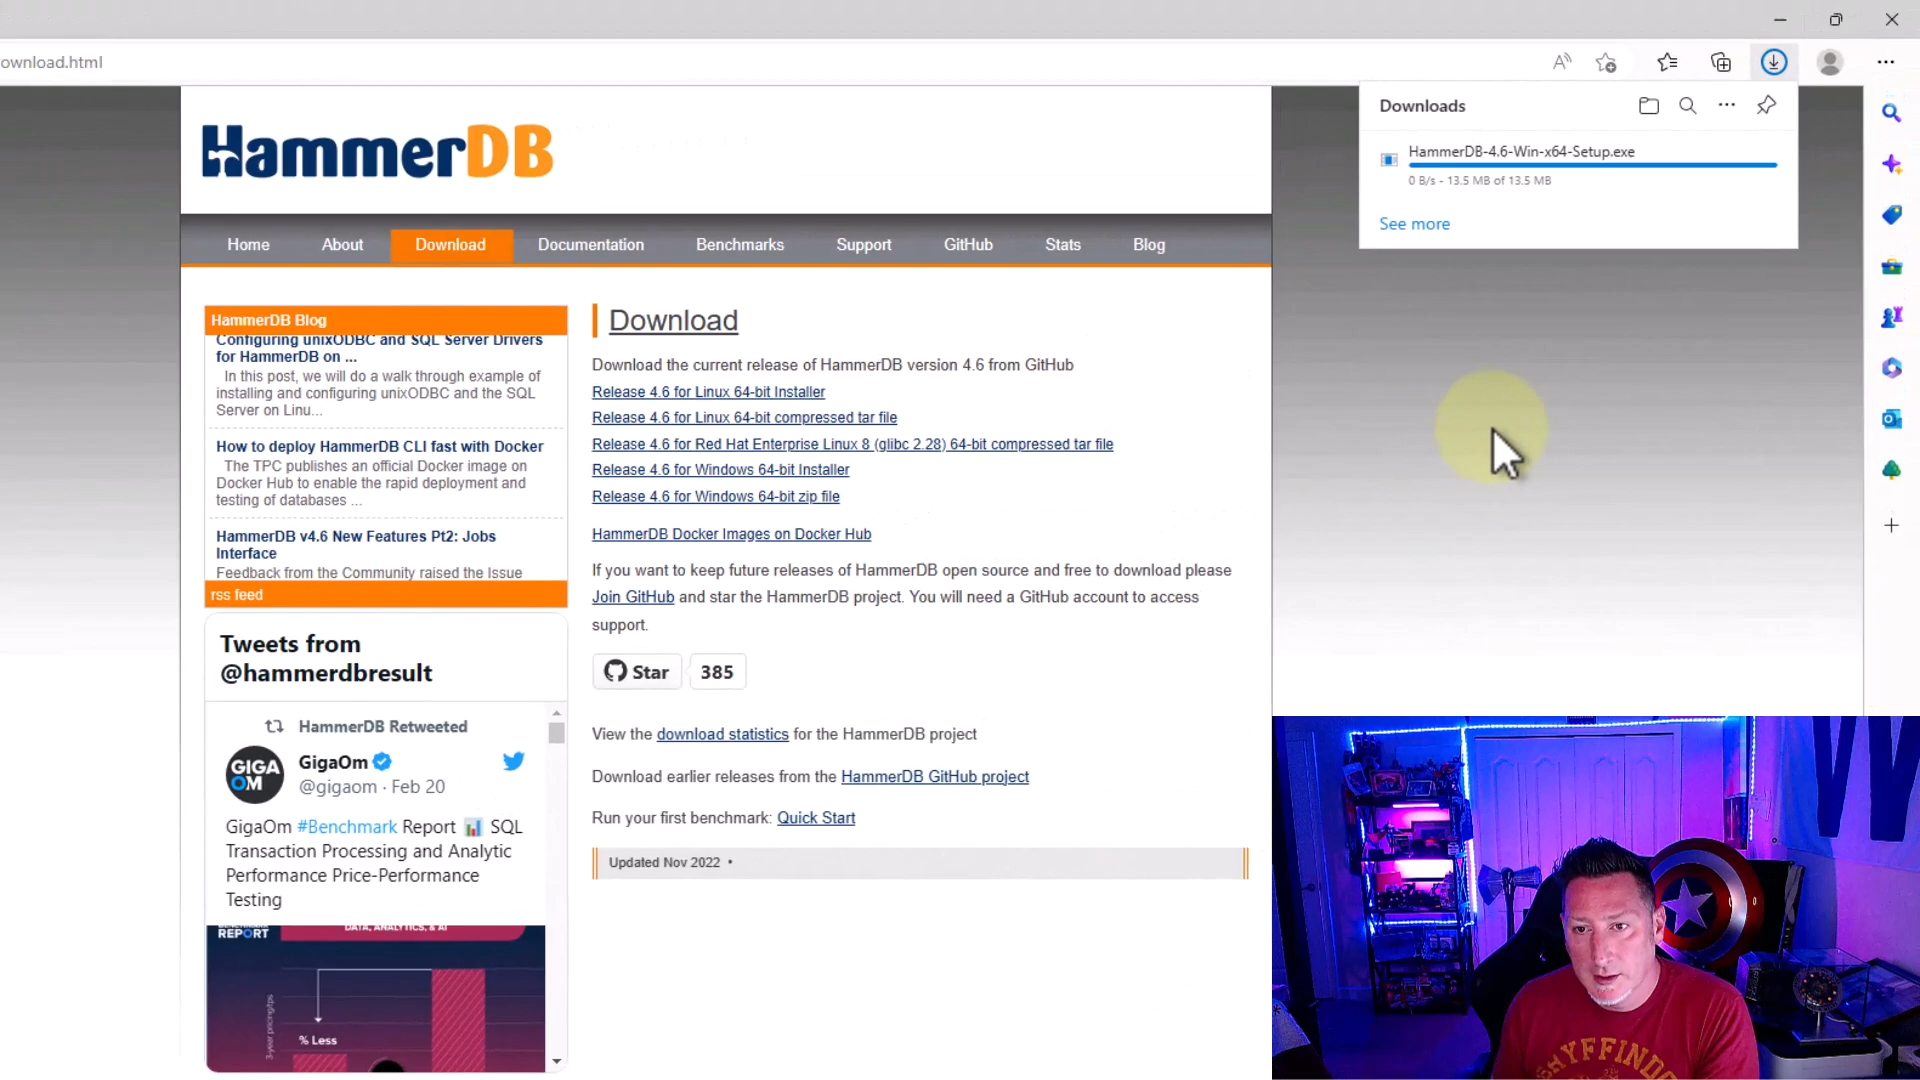 ownload.html
Downloads
HammerDB-4.6-Win-x64-Setup.exe
0 B/s - 13.5 MB of 13.5 MB
See more
HammerDB
Home About Download Documentation Benchmarks Support GitHub Stats Blog
HammerDB Blog
Configuring unixODBC and SQL Server Drivers
for HammerDB on ...
In this post, we will do a walk through example of
installing and configuring unixODBC and the SQL
Server on Linu...
How to deploy HammerDB CLI fast with Docker
The TPC publishes an official Docker image on
Docker Hub to enable the rapid deployment and
testing of databases ...
HammerDB v4.6 New Features Pt2: Jobs
Interface
Feedback from the Community raised the Issue
rss feed
Tweets from
@hammerdbresult
HammerDB Retweeted
GIGA
OM
GigaOm
@gigaom · Feb 20
GigaOm #Benchmark Report 📊 SQL
Transaction Processing and Analytic
Performance Price-Performance
Testing
BENCHMARK
REPORT
DATA, ANALYTICS, & AI
3-year pricing/tps
% Less
Download
Download the current release of HammerDB version 4.6 from GitHub
Release 4.6 for Linux 64-bit Installer
Release 4.6 for Linux 64-bit compressed tar file
Release 4.6 for Red Hat Enterprise Linux 8 (glibc 2.28) 64-bit compressed tar file
Release 4.6 for Windows 64-bit Installer
Release 4.6 for Windows 64-bit zip file
HammerDB Docker Images on Docker Hub
If you want to keep future releases of HammerDB open source and free to download please
Join GitHub and star the HammerDB project. You will need a GitHub account to access
support.
Star 385
View the download statistics for the HammerDB project
Download earlier releases from the HammerDB GitHub project
Run your first benchmark: Quick Start
Updated Nov 2022 •
W